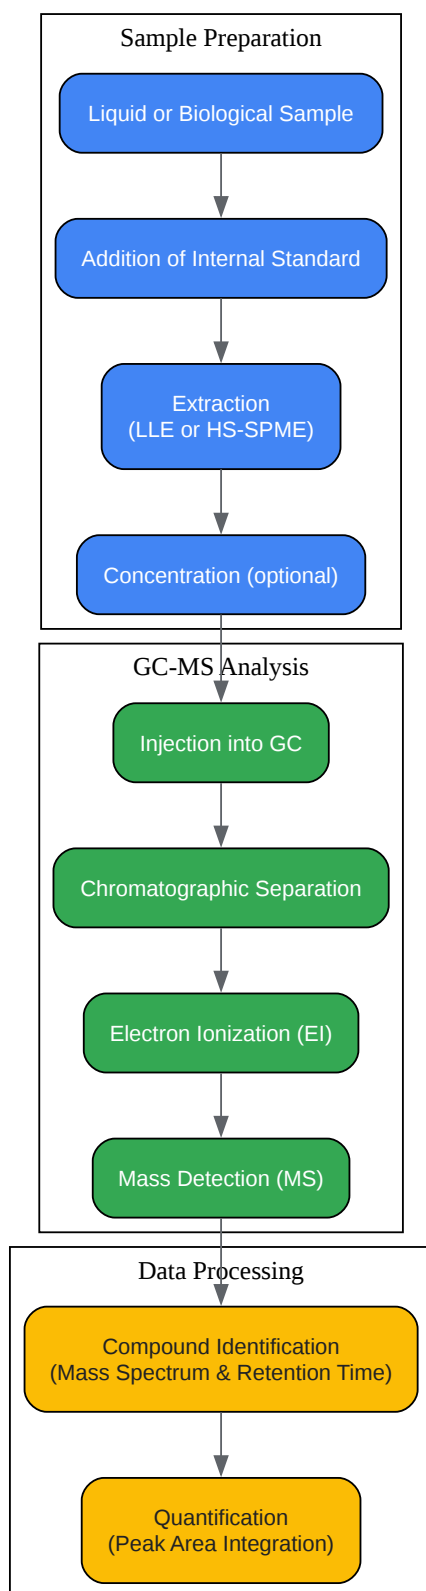 Sample Preparation
Liquid or Biological Sample
Addition of Internal Standard
Extraction
(LLE or HS-SPME)
Concentration (optional)
GC-MS Analysis
Injection into GC
Chromatographic Separation
Electron Ionization (EI)
Mass Detection (MS)
Data Processing
Compound Identification
(Mass Spectrum & Retention Time)
Quantification
(Peak Area Integration)